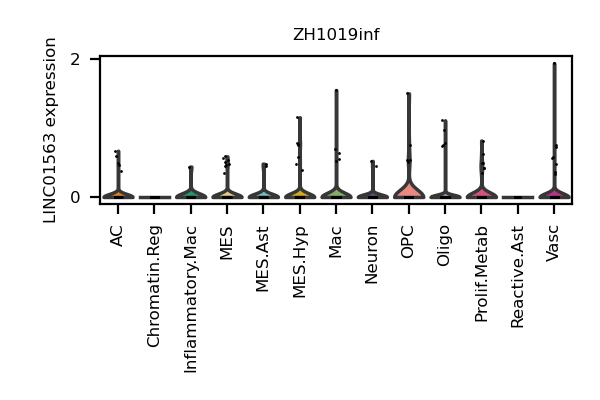 ZH1019inf
LINC01563 expression
2
0
AC
Chromatin.Reg
Inflammatory.Mac
MES
MES.Ast
MES.Hyp
Mac
Neuron
OPC
Oligo
Prolif.Metab
Reactive.Ast
Vasc